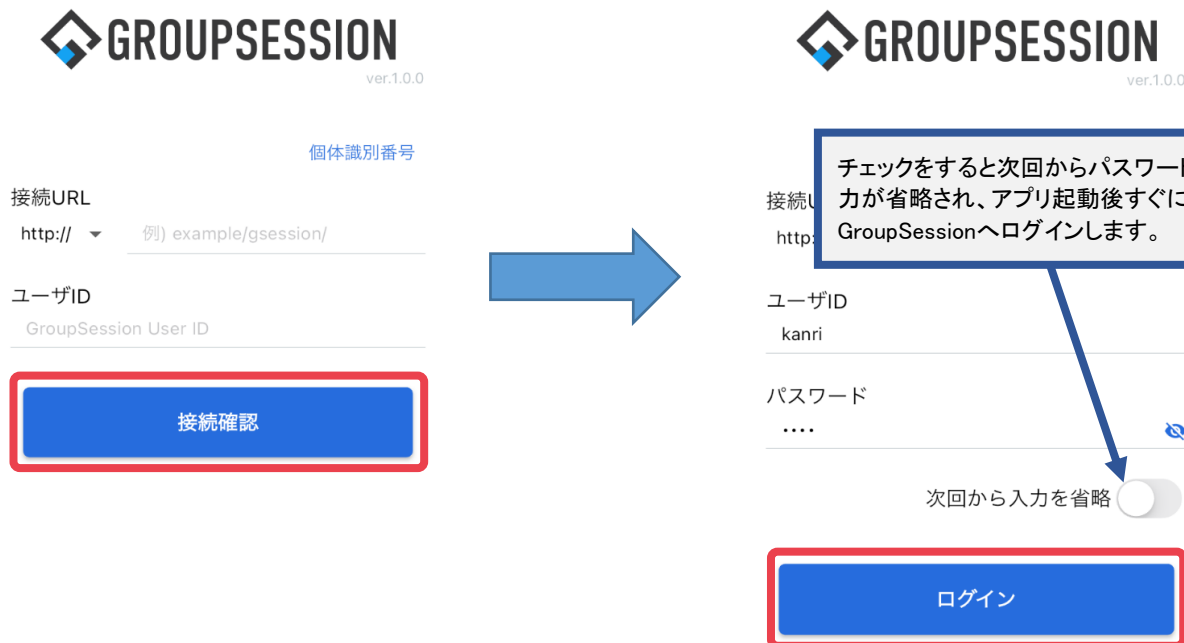 GROUPSESSION
ver.1.0.0
個体識別番号
接続URL
http://
例) example/gsession/
ユーザID
GroupSession User ID
接続確認
GROUPSESSION
ver.1.0.0
チェックをすると次回からパスワード
力が省略され、アプリ起動後すぐに
GroupSessionへログインします。
接続U
http:
ユーザID
kanri
パスワード
････
次回から入力を省略
ログイン